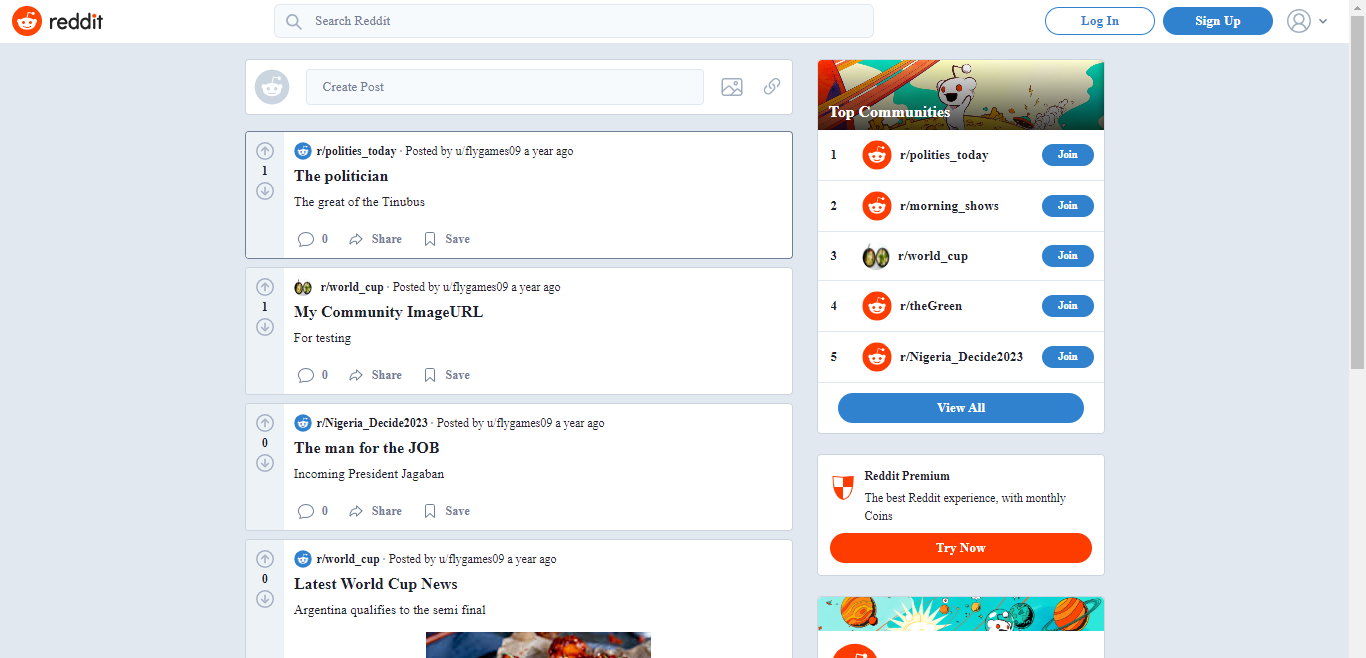 reddit
Search Reddit
Log In
Sign Up
Create Post
r/polities_today · Posted by u/flygames09 a year ago
1
The politician
The great of the Tinubus
0 Share Save
r/world_cup · Posted by u/flygames09 a year ago
1
My Community ImageURL
For testing
0 Share Save
r/Nigeria_Decide2023 · Posted by u/flygames09 a year ago
0
The man for the JOB
Incoming President Jagaban
0 Share Save
r/world_cup · Posted by u/flygames09 a year ago
0
Latest World Cup News
Argentina qualifies to the semi final
Top Communities
1 r/polities_today Join
2 r/morning_shows Join
3 r/world_cup Join
4 r/theGreen Join
5 r/Nigeria_Decide2023 Join
View All
Reddit Premium
The best Reddit experience, with monthly
Coins
Try Now